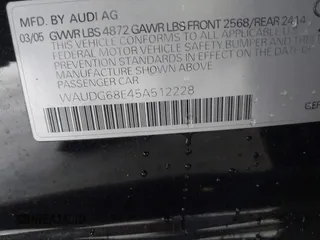 MFD. BY AUDI AG
03/05 GVWR LBS 4872 GAWR LBS FRONT 2568/REAR 2414
VEHICLE CONFORMS TO ALL APPLICABLE
FEDERAL MOTOR VEHICLE SAFETY BUMPER AND THEFT
PREVENTION STANDARDS IN EFFECT ON
THE DATE OF MANUFACTURE SHOWN ABOVE
PASSENGER CAR
WAUDG68E45A512228